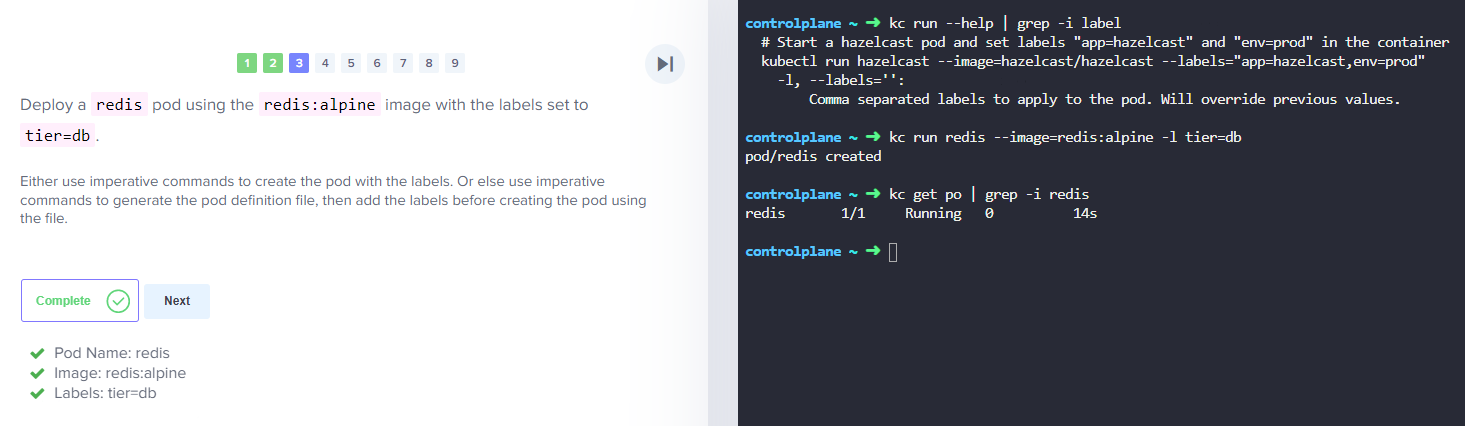 1 2 3 4 5 6 7 8 9
Deploy a redis pod using the redis:alpine image with the labels set to
tier=db.
Either use imperative commands to create the pod with the labels. Or else use imperative
commands to generate the pod definition file, then add the labels before creating the pod using
the file.
Complete Next
Pod Name: redis
Image: redis:alpine
Labels: tier=db
controlplane ~ ➜ kc run --help | grep -i label
# Start a hazelcast pod and set labels "app=hazelcast" and "env=prod" in the container
kubectl run hazelcast --image=hazelcast/hazelcast --labels="app=hazelcast,env=prod"
-l, --labels='':
Comma separated labels to apply to the pod. Will override previous values.
controlplane ~ ➜ kc run redis --image=redis:alpine -l tier=db
pod/redis created
controlplane ~ ➜ kc get po | grep -i redis
redis 1/1 Running 0 14s
controlplane ~ ➜